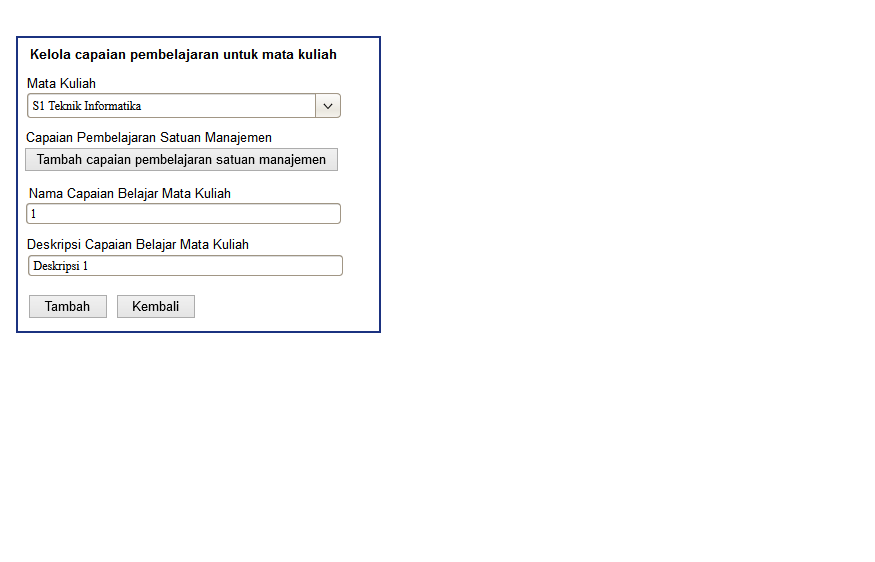 Kelola capaian pembelajaran untuk mata kuliah
Mata Kuliah
S1 Teknik Informatika
Capaian Pembelajaran Satuan Manajemen
Tambah capaian pembelajaran satuan manajemen
Nama Capaian Belajar Mata Kuliah
1
Deskripsi Capaian Belajar Mata Kuliah
Deskripsi 1
Tambah Kembali